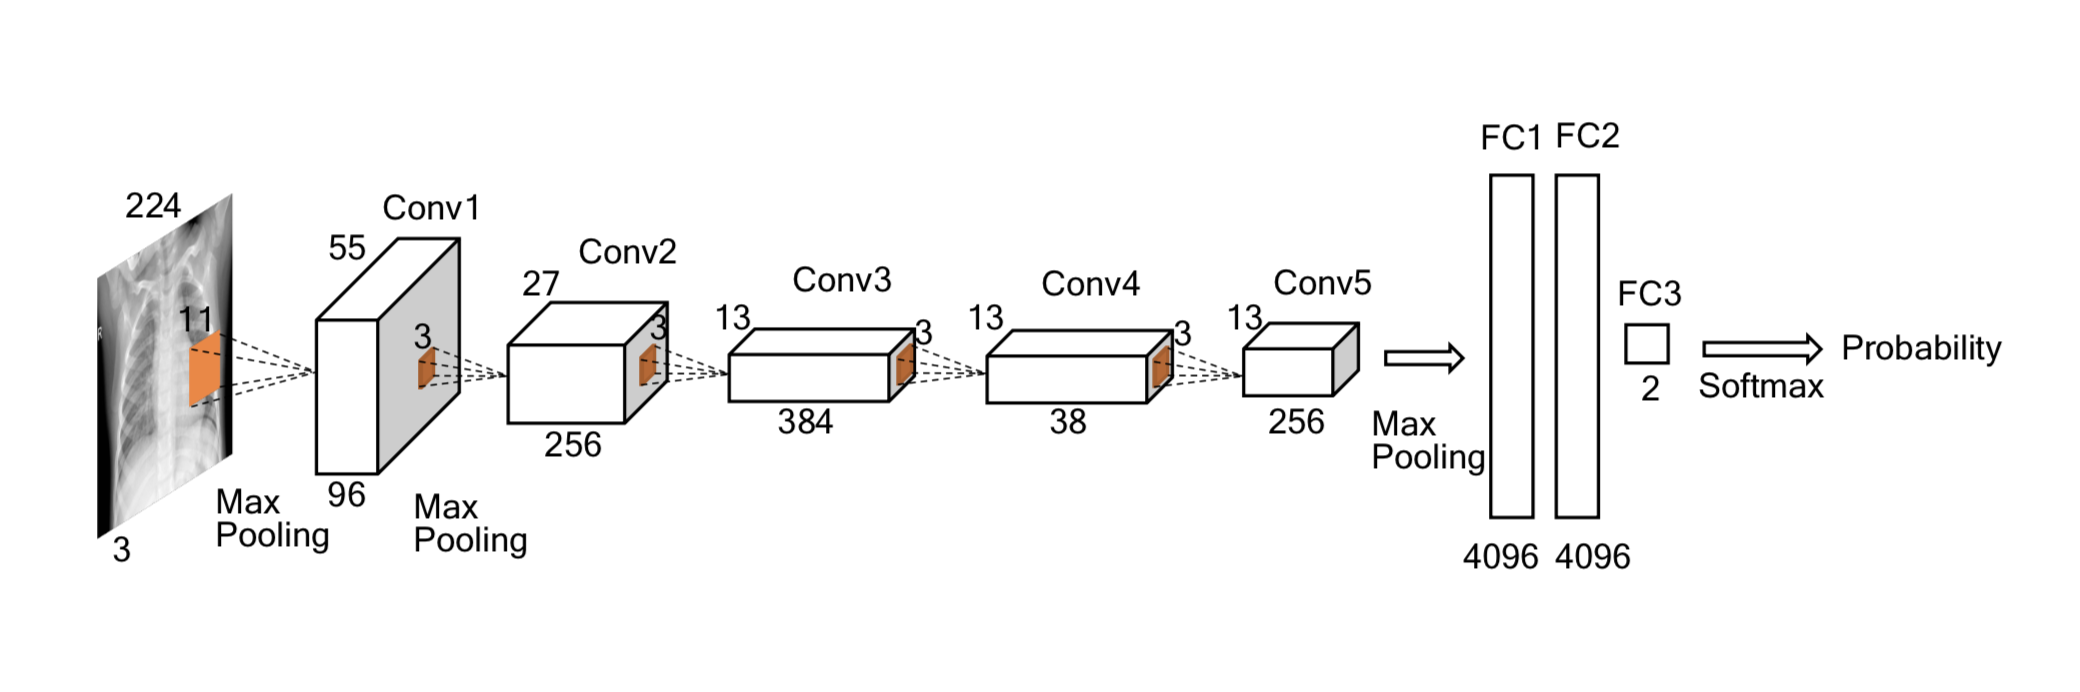 224
R
11
3
Max
Pooling
55
Conv1
3
96
Max
Pooling
27
Conv2
3
256
13
Conv3
3
384
13
Conv4
3
38
13
Conv5
256
Max
Pooling
FC1 FC2
4096 4096
FC3
2
Softmax
Probability